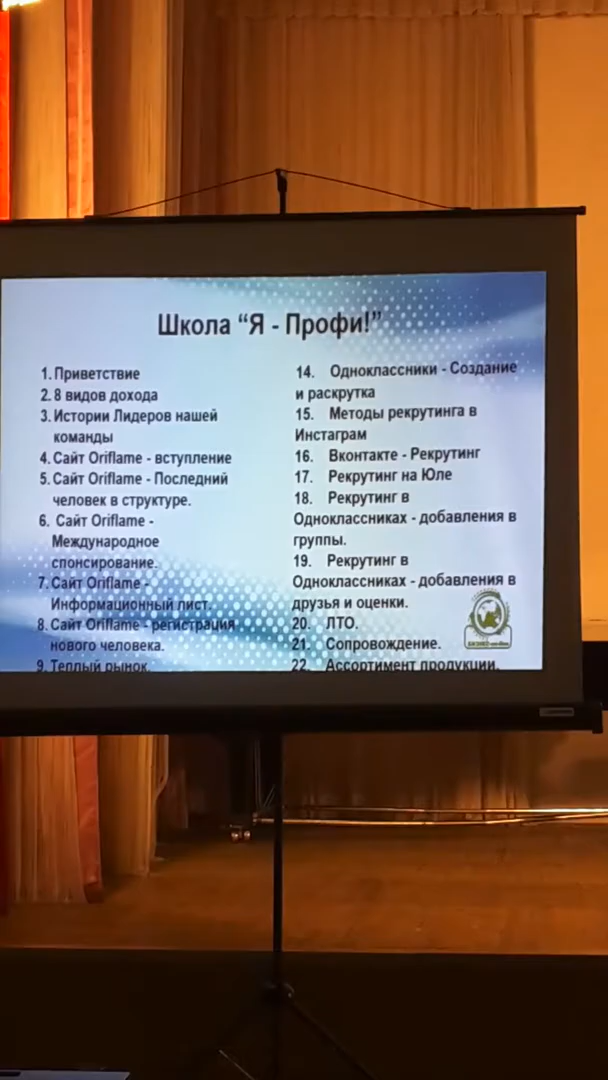 Школа “Я - Профи!”
1. Приветствие
2. 8 видов дохода
3. Истории Лидеров нашей
команды
4. Сайт Oriflame - вступление
5. Сайт Oriflame - Последний
человек в структуре.
6. Сайт Oriflame -
Международное
спонсирование.
7. Сайт Oriflame -
Информационный лист.
8. Сайт Oriflame - регистрация
нового человека.
9. Теплый рынок.
14. Одноклассники - Создание
и раскрутка
15. Методы рекрутинга в
Инстаграм
16. Вконтакте - Рекрутинг
17. Рекрутинг на Юле
18. Рекрутинг в
Одноклассниках - добавления в
группы.
19. Рекрутинг в
Одноклассниках - добавления в
друзья и оценки.
20. ЛТО.
21. Сопровождение.
22. Ассортимент продукции.